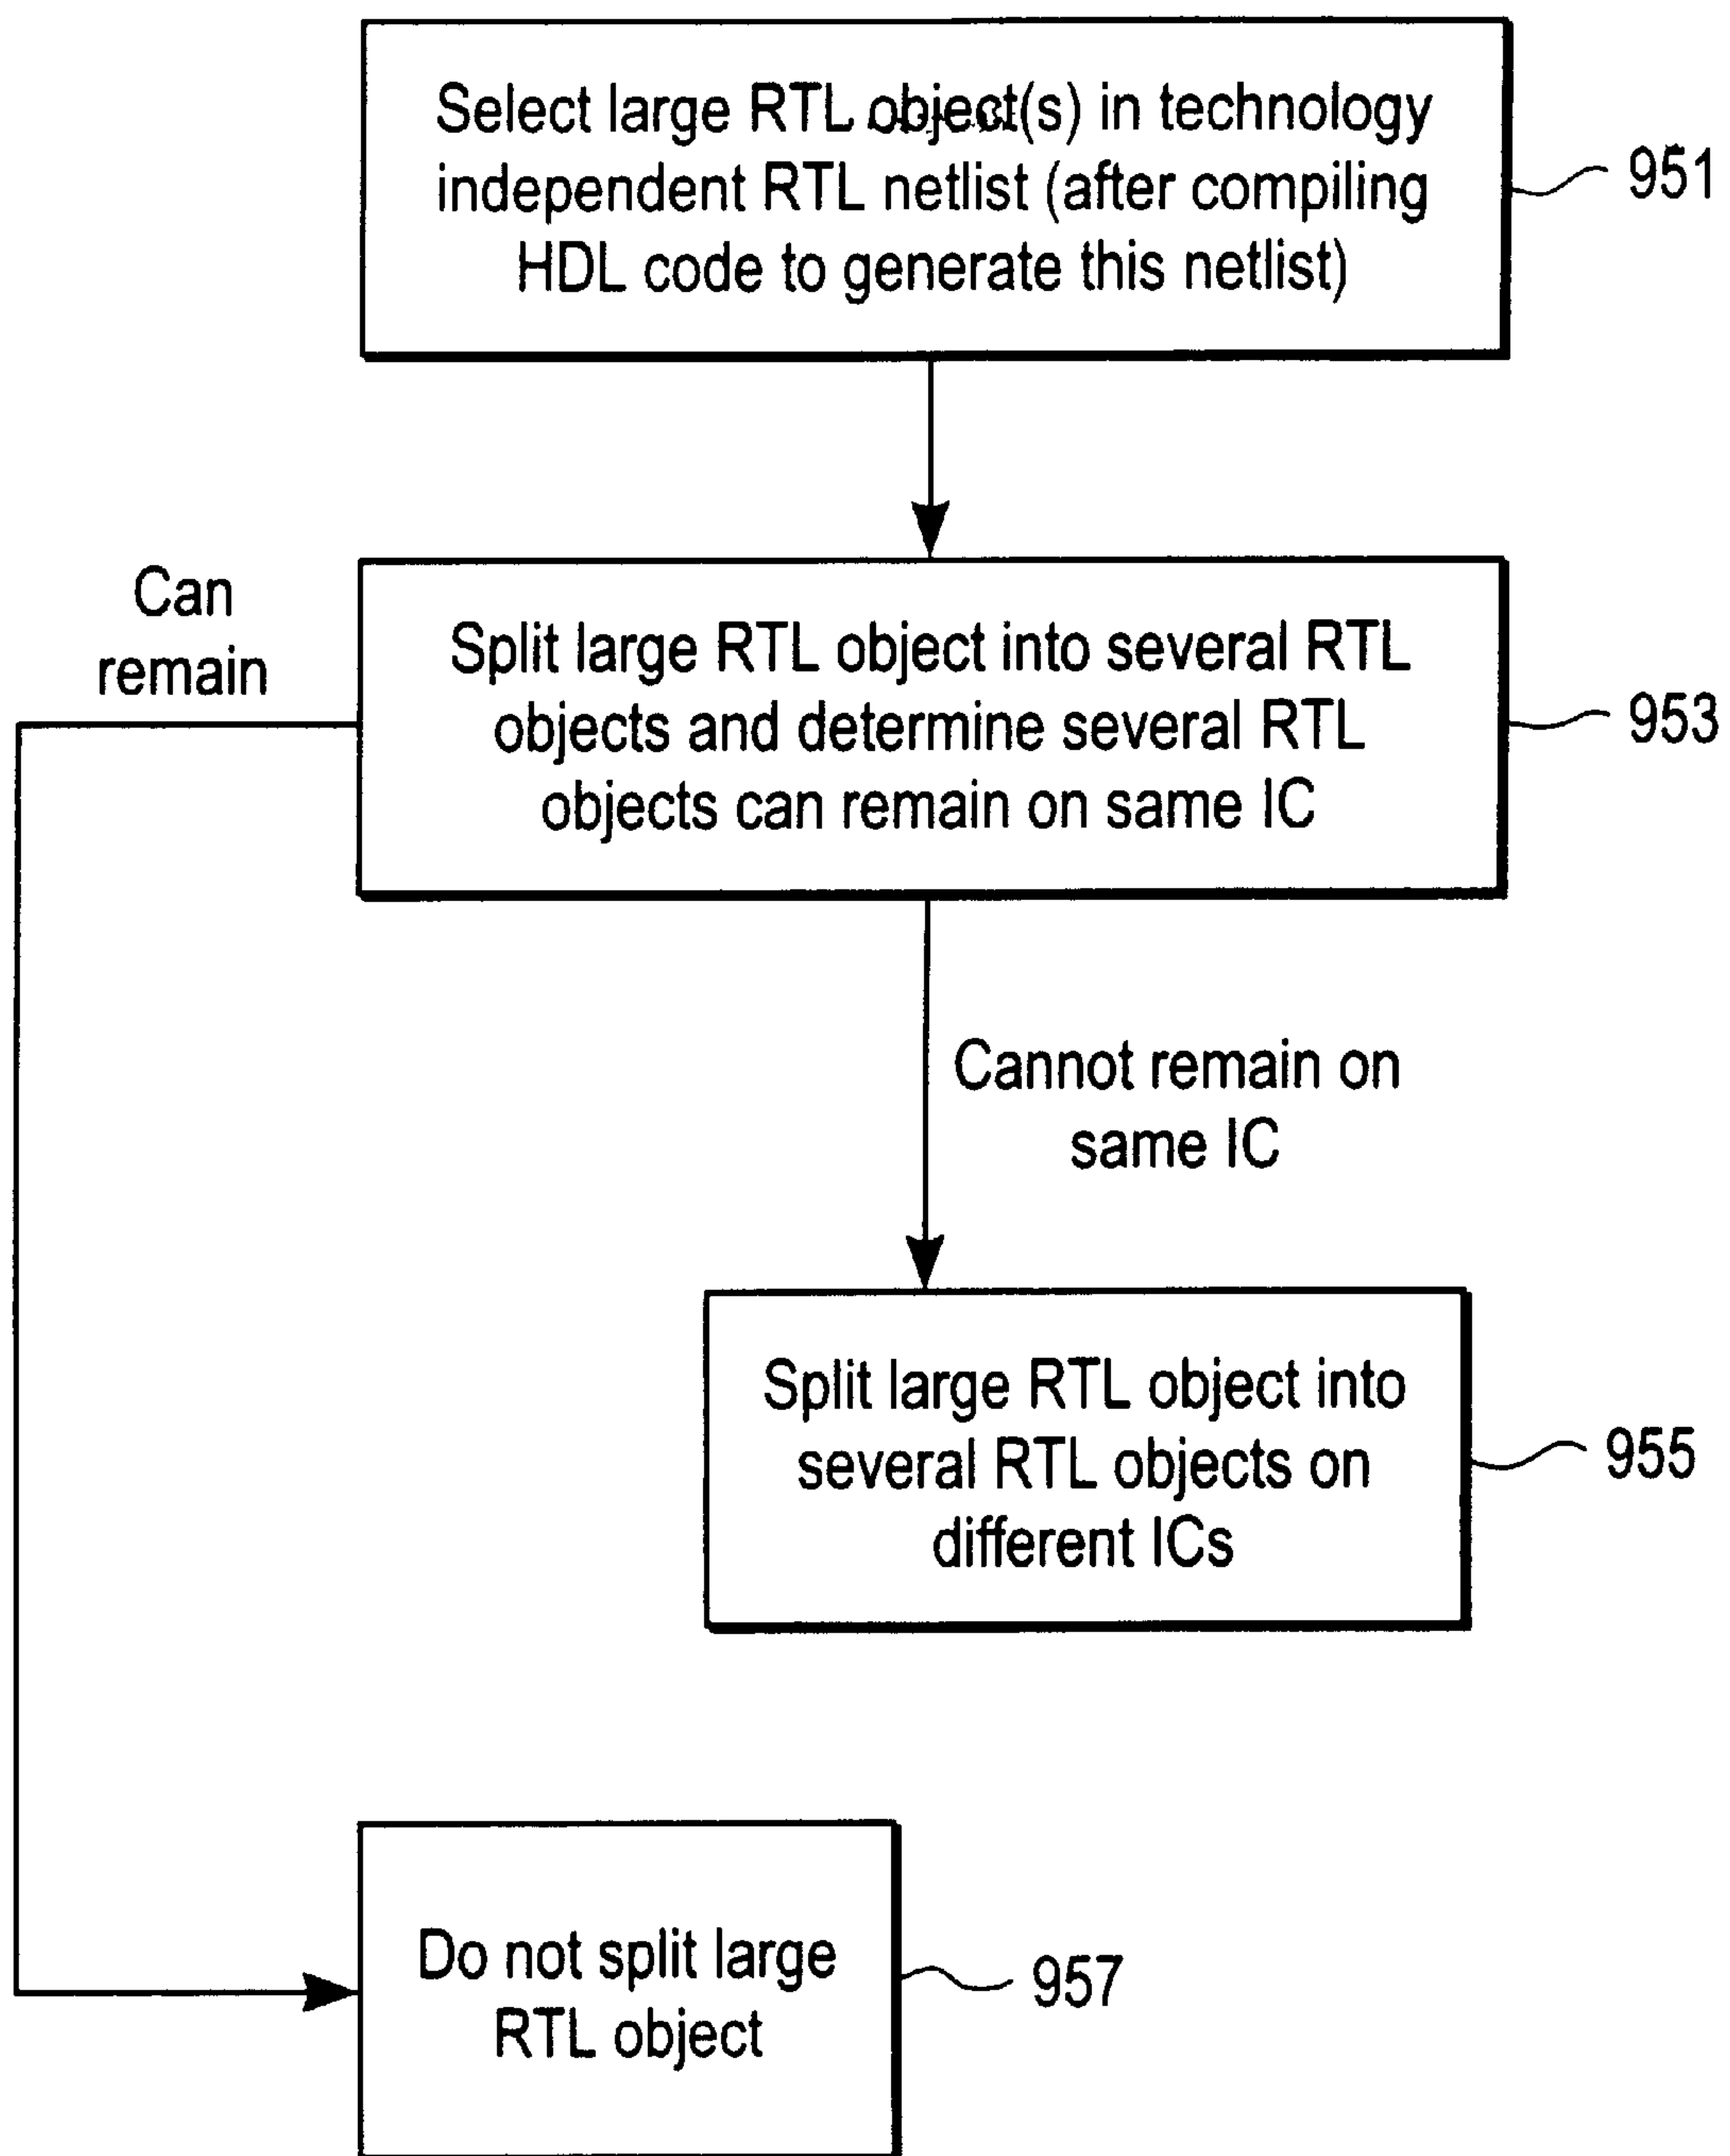 Select large RTL object(s) in technology
independent RTL netlist (after compiling
HDL code to generate this netlist)
951
Can
remain
Split large RTL object into several RTL
objects and determine several RTL
objects can remain on same IC
953
Cannot remain on
same IC
Split large RTL object into
several RTL objects on
different ICs
955
Do not split large
RTL object
957